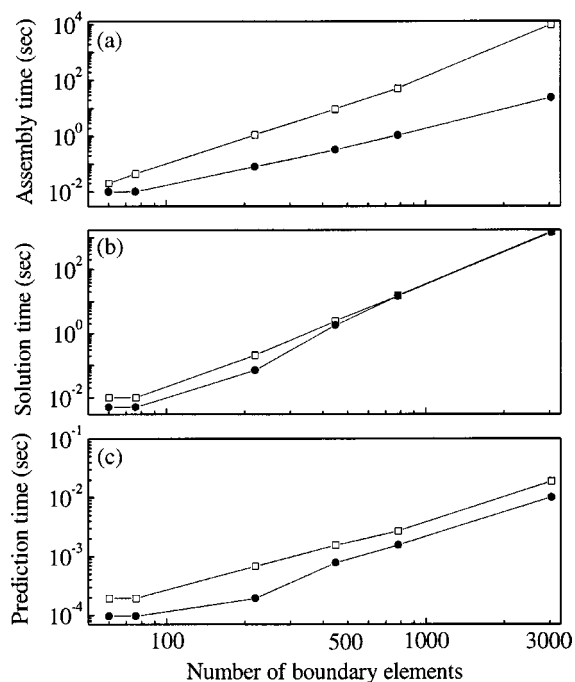 (a)
Assembly time (sec)
10^4
10^2
10^0
10^-2
(b)
Solution time (sec)
10^2
10^0
10^-2
(c)
Prediction time (sec)
10^-1
10^-2
10^-3
10^-4
100 500 1000 3000
Number of boundary elements